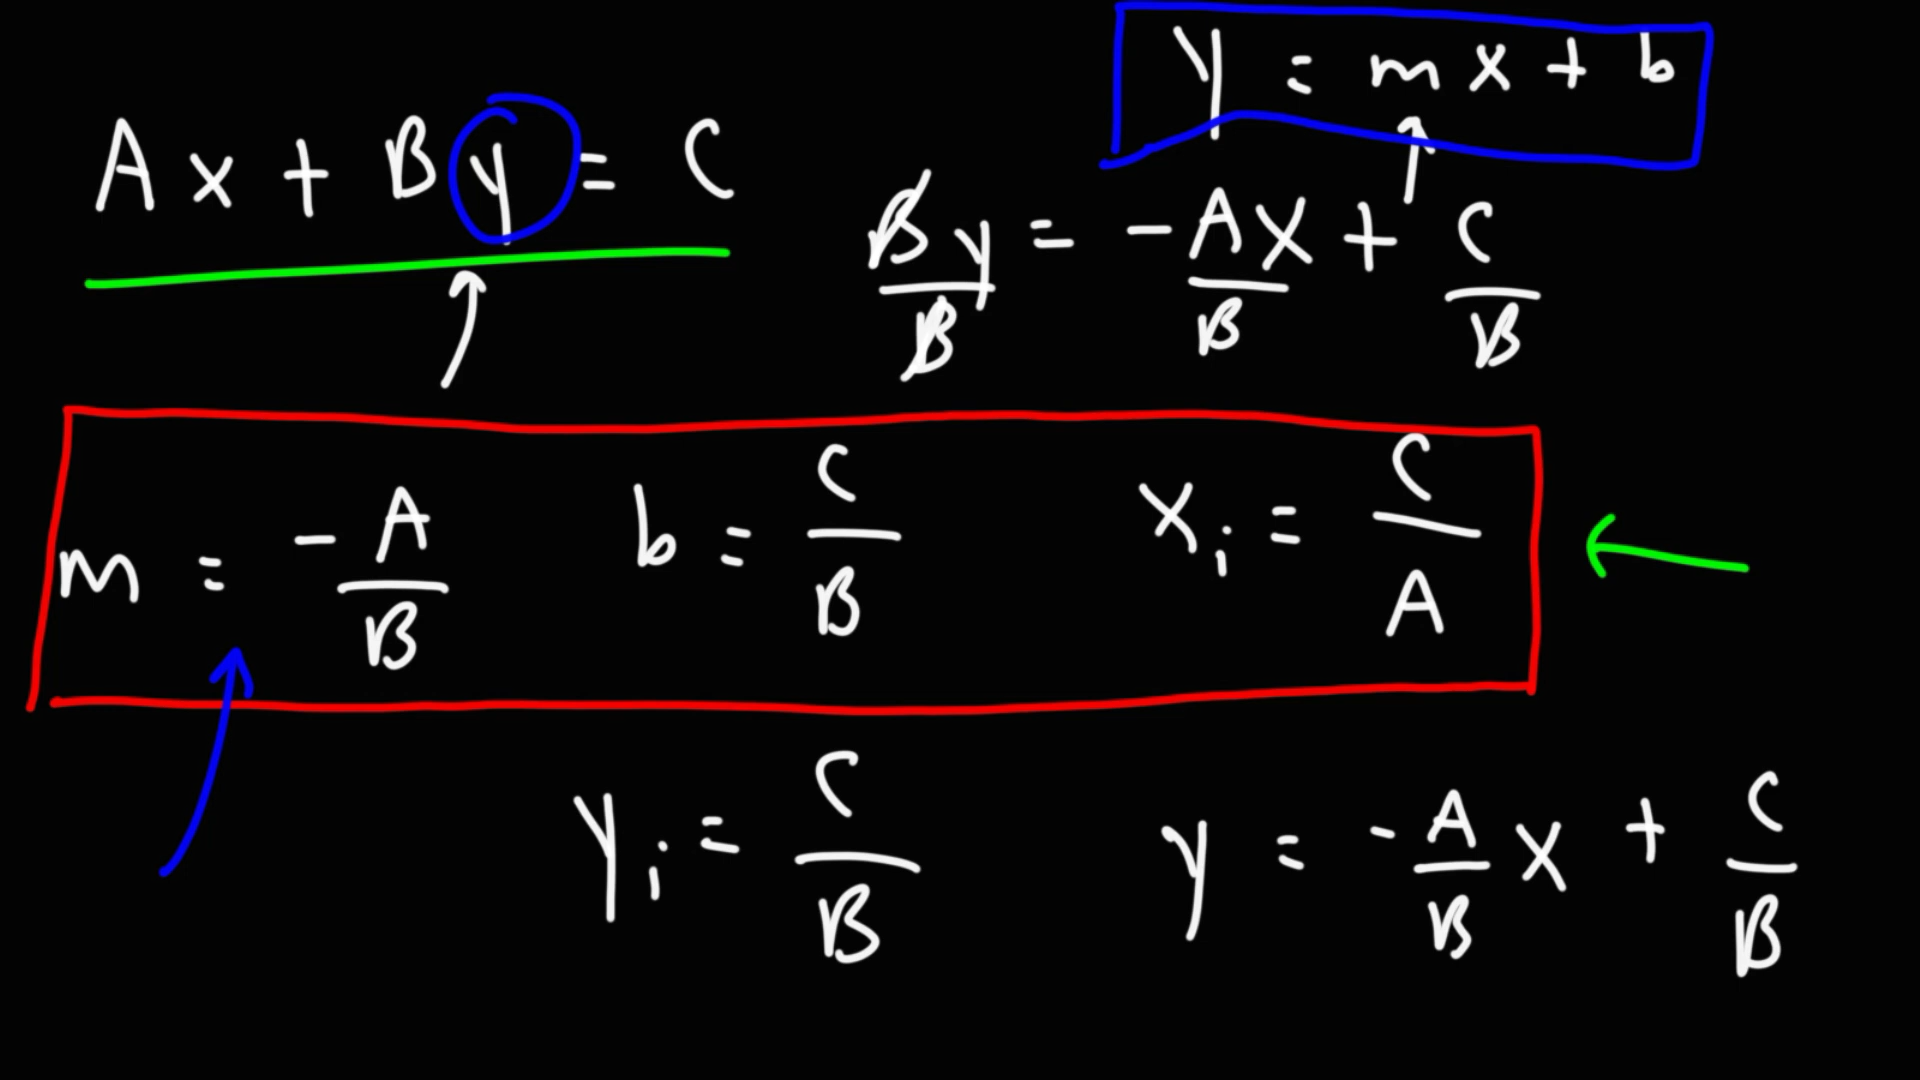 y = mx + b
Ax + By = C
By/B = -Ax/B + C/B
m = -A/B   b = C/B   xi = C/A
yi = C/B   y = -A/B x + C/B